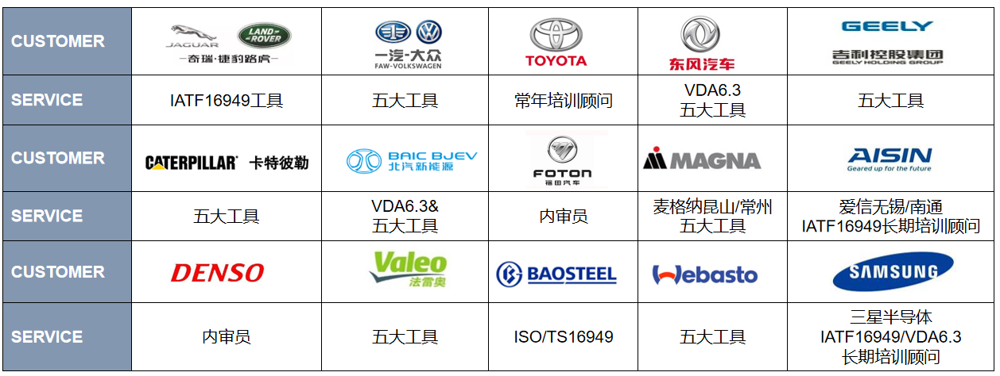 CUSTOMER
JAGUAR
LAND-
ROVER
奇瑞·捷豹路虎
一汽-大众
FAW-VOLKSWAGEN
TOYOTA
东风汽车
GEELY
吉利控股集团
GEELY HOLDING GROUP
SERVICE
IATF16949工具
五大工具
常年培训顾问
VDA6.3
五大工具
五大工具
CUSTOMER
CATERPILLAR 卡特彼勒
BAIC BJEV
北汽新能源
FOTON
福田汽车
MAGNA
AISIN
Geared up for the future
SERVICE
五大工具
VDA6.3&
五大工具
内审员
麦格纳昆山/常州
五大工具
爱信无锡/南通
IATF16949长期培训顾问
CUSTOMER
DENSO
Valeo
法雷奥
BAOSTEEL
Webasto
SAMSUNG
SERVICE
内审员
五大工具
ISO/TS16949
五大工具
三星半导体
IATF16949/VDA6.3
长期培训顾问